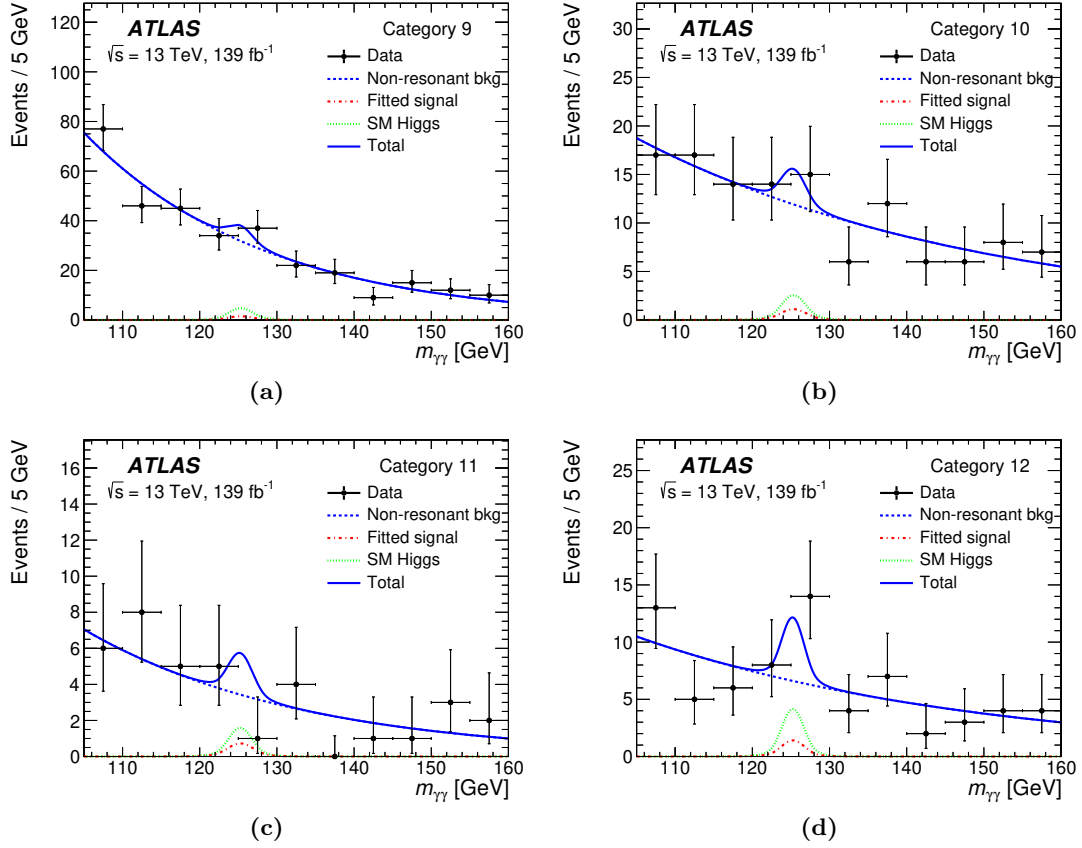 Events / 5 GeV
120
100
80
60
40
20
0
ATLAS
Category 9
√s = 13 TeV, 139 fb⁻¹
Data
Non-resonant bkg
Fitted signal
SM Higgs
Total
110 120 130 140 150 160
mγγ [GeV]
(a)
Events / 5 GeV
30
25
20
15
10
5
0
ATLAS
Category 10
√s = 13 TeV, 139 fb⁻¹
Data
Non-resonant bkg
Fitted signal
SM Higgs
Total
110 120 130 140 150 160
mγγ [GeV]
(b)
Events / 5 GeV
16
14
12
10
8
6
4
2
0
ATLAS
Category 11
√s = 13 TeV, 139 fb⁻¹
Data
Non-resonant bkg
Fitted signal
SM Higgs
Total
110 120 130 140 150 160
mγγ [GeV]
(c)
Events / 5 GeV
25
20
15
10
5
0
ATLAS
Category 12
√s = 13 TeV, 139 fb⁻¹
Data
Non-resonant bkg
Fitted signal
SM Higgs
Total
110 120 130 140 150 160
mγγ [GeV]
(d)